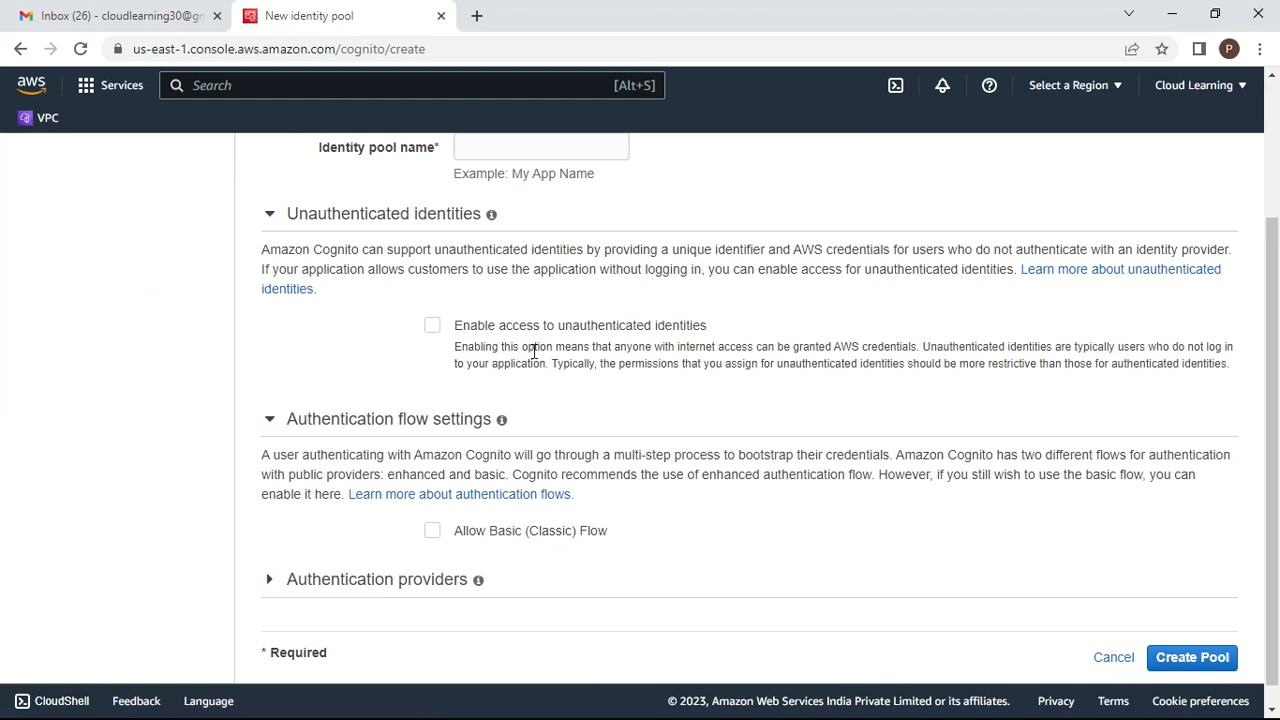 Inbox (26) - cloudlearning30@gn
New identity pool
us-east-1.console.aws.amazon.com/cognito/create
P
aws
Services
Search
[Alt+S]
Select a Region
Cloud Learning
VPC
Identity pool name*
Example: My App Name
Unauthenticated identities
Amazon Cognito can support unauthenticated identities by providing a unique identifier and AWS credentials for users who do not authenticate with an identity provider.
If your application allows customers to use the application without logging in, you can enable access for unauthenticated identities. Learn more about unauthenticated
identities.
Enable access to unauthenticated identities
Enabling this option means that anyone with internet access can be granted AWS credentials. Unauthenticated identities are typically users who do not log in
to your application. Typically, the permissions that you assign for unauthenticated identities should be more restrictive than those for authenticated identities.
Authentication flow settings
A user authenticating with Amazon Cognito will go through a multi-step process to bootstrap their credentials. Amazon Cognito has two different flows for authentication
with public providers: enhanced and basic. Cognito recommends the use of enhanced authentication flow. However, if you still wish to use the basic flow, you can
enable it here. Learn more about authentication flows.
Allow Basic (Classic) Flow
Authentication providers
* Required
Cancel
Create Pool
CloudShell
Feedback
Language
© 2023, Amazon Web Services India Private Limited or its affiliates.
Privacy
Terms
Cookie preferences